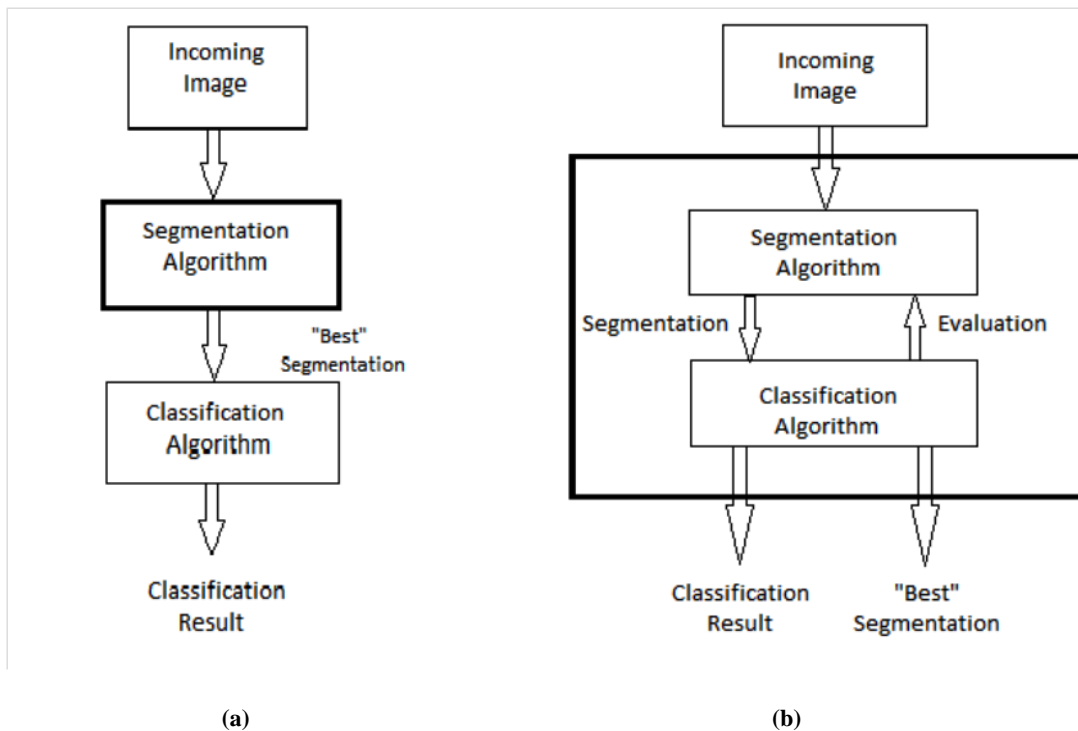 Incoming
Image
Segmentation
Algorithm
"Best"
Segmentation
Classification
Algorithm
Classification
Result
(a)
Incoming
Image
Segmentation
Algorithm
Segmentation
Evaluation
Classification
Algorithm
Classification
Result
"Best"
Segmentation
(b)